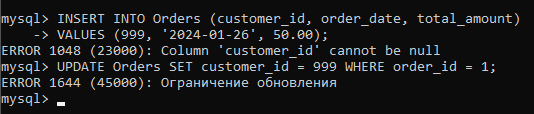 mysql> INSERT INTO Orders (customer_id, order_date, total_amount)
    -> VALUES (999, '2024-01-26', 50.00);
ERROR 1048 (23000): Column 'customer_id' cannot be null
mysql> UPDATE Orders SET customer_id = 999 WHERE order_id = 1;
ERROR 1644 (45000): Ограничение обновления
mysql>